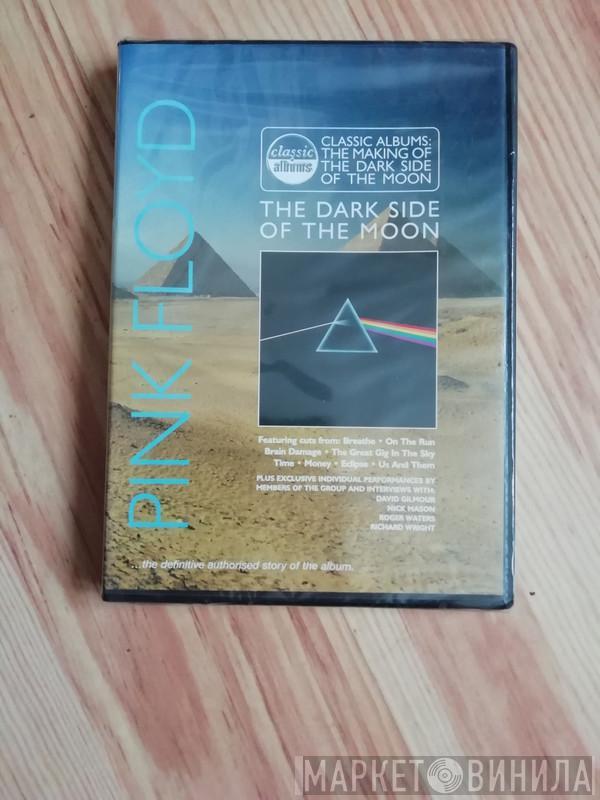 PINK FLOYD
classic
albums
CLASSIC ALBUMS:
THE MAKING OF
THE DARK SIDE
OF THE MOON
THE DARK SIDE
OF THE MOON
Featuring cuts from: Breathe • On The Run
Brain Damage • The Great Gig In The Sky
Time • Money • Eclipse • Us And Them
PLUS EXCLUSIVE INDIVIDUAL PERFORMANCES BY
MEMBERS OF THE GROUP AND INTERVIEWS WITH:
DAVID GILMOUR
NICK MASON
ROGER WATERS
RICHARD WRIGHT
...the definitive authorised story of the album.
МАРКЕТ ВИНИЛА